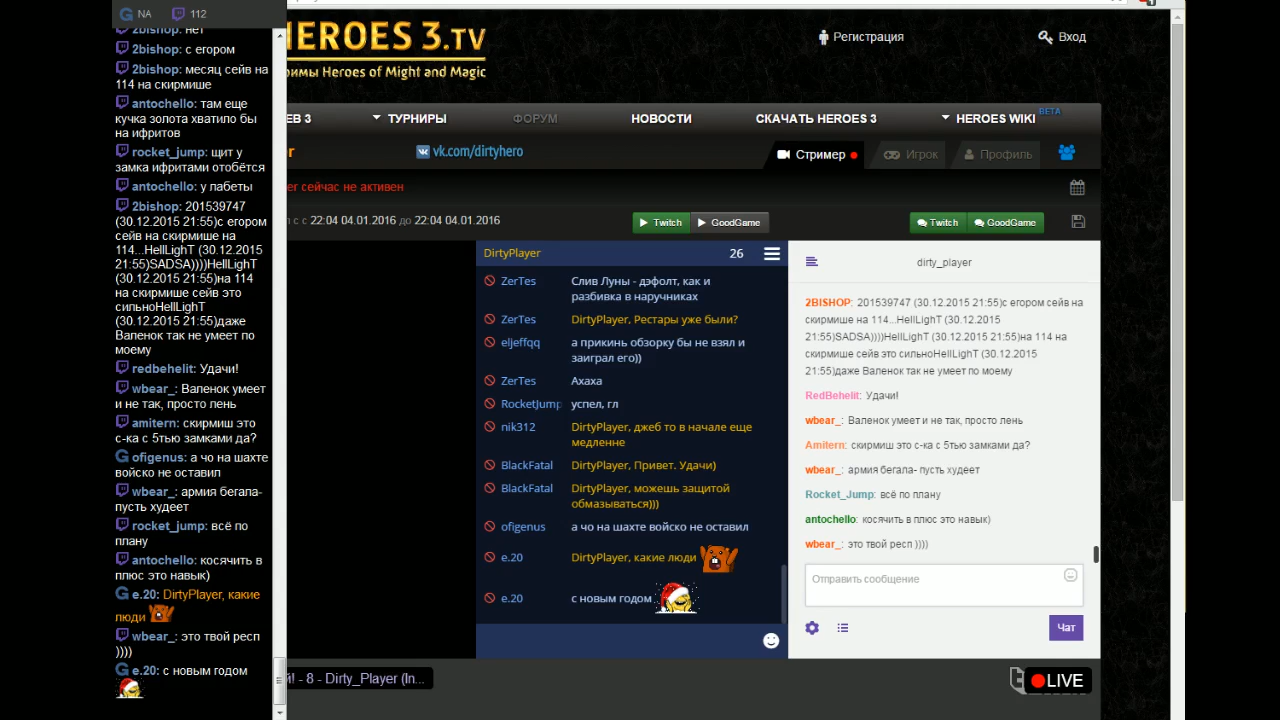 NA 112
2bishop: нет
2bishop: с егором
2bishop: месяц сейв на
114 на скирмише
antochello: там еще
кучка золота хватило бы
на ифритов
rocket_jump: щит у
замка ифритами отобётся
antochello: у лабеты
2bishop: 201539747
(30.12.2015 21:55)с егором
сейв на скирмише на
114...HellLighT (30.12.2015
21:55)SADSA))))HellLighT
(30.12.2015 21:55)на 114
на скирмише сейв это
сильноHellLighT
(30.12.2015 21:55)даже
Валенок так не умеет по
моему
redbehelit: Удачи!
wbear_: Валенок умеет
и не так, просто лень
amitern: скирмиш это
с-ка с 5тью замками да?
ofigenus: а чо на шахте
войско не оставил
wbear_: армия бегала-
пусть худеет
rocket_jump: всё по
плану
antochello: косячить в
плюс это навык)
e.20: DirtyPlayer, какие
люди
wbear_: это твой респ
))))
e.20: с новым годом
HEROES 3.TV
римы Heroes of Might and Magic
Регистрация
Вход
ЕВ 3
ТУРНИРЫ
ФОРУМ
НОВОСТИ
СКАЧАТЬ HEROES 3
HEROES WIKI
BETA
vk.com/dirtyhero
Стример
Игрок
Профиль
er сейчас не активен
л с с 22:04 04.01.2016 до 22:04 04.01.2016
Twitch
GoodGame
Twitch
GoodGame
DirtyPlayer 26
ZerTes Слив Луны - дэфолт, как и
разбивка в наручниках
ZerTes DirtyPlayer, Рестары уже были?
eljeffqq а прикинь обзорку бы не взял и
заиграл его))
ZerTes Ахаха
RocketJump успел, гл
nik312 DirtyPlayer, джеб то в начале еще
медленне
BlackFatal DirtyPlayer, Привет. Удачи)
BlackFatal DirtyPlayer, можешь защитой
обмазываться)))
ofigenus а чо на шахте войско не оставил
e.20 DirtyPlayer, какие люди
e.20 с новым годом
dirty_player
2BISHOP: 201539747 (30.12.2015 21:55)с егором сейв на
скирмише на 114...HellLighT (30.12.2015
21:55)SADSA))))HellLighT (30.12.2015 21:55)на 114 на
скирмише сейв это сильноHellLighT (30.12.2015
21:55)даже Валенок так не умеет по моему
RedBehelit: Удачи!
wbear_: Валенок умеет и не так, просто лень
Amitern: скирмиш это с-ка с 5тью замками да?
wbear_: армия бегала- пусть худеет
Rocket_Jump: всё по плану
antochello: косячить в плюс это навык)
wbear_: это твой респ ))))
Отправить сообщение
Чат
й! - 8 - Dirty_Player (In...
LIVE